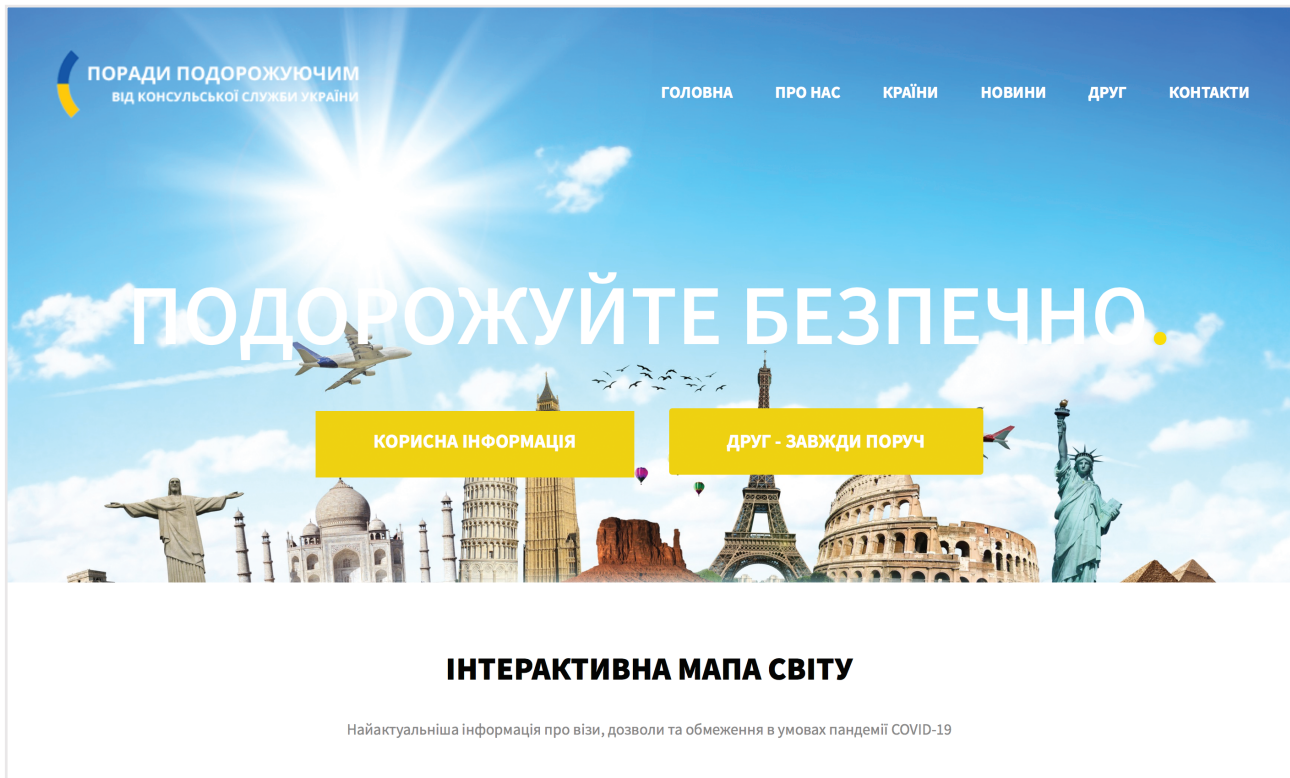 ПОРАДИ ПОДОРОЖУЮЧИМ
ВІД КОНСУЛЬСЬКОЇ СЛУЖБИ УКРАЇНИ
ГОЛОВНА ПРО НАС КРАЇНИ НОВИНИ ДРУГ КОНТАКТИ
ПОДОРОЖУЙТЕ БЕЗПЕЧНО.
КОРИСНА ІНФОРМАЦІЯ ДРУГ - ЗАВЖДИ ПОРУЧ
ІНТЕРАКТИВНА МАПА СВІТУ
Найактуальніша інформація про візи, дозволи та обмеження в умовах пандемії COVID-19